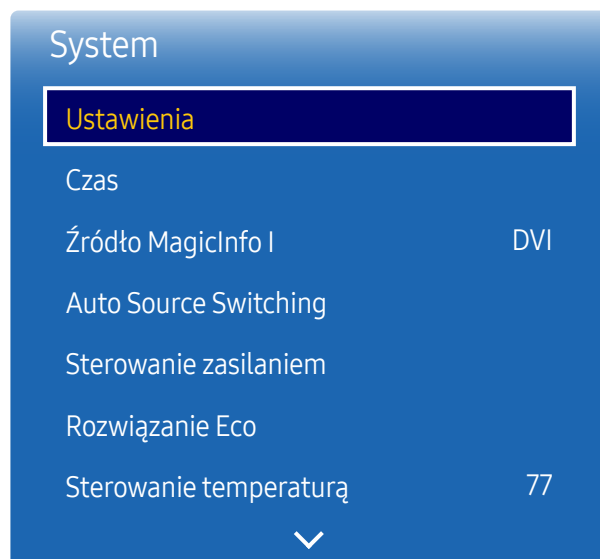 System
Ustawienia
Czas
Źródło MagicInfo I DVI
Auto Source Switching
Sterowanie zasilaniem
Rozwiązanie Eco
Sterowanie temperaturą 77